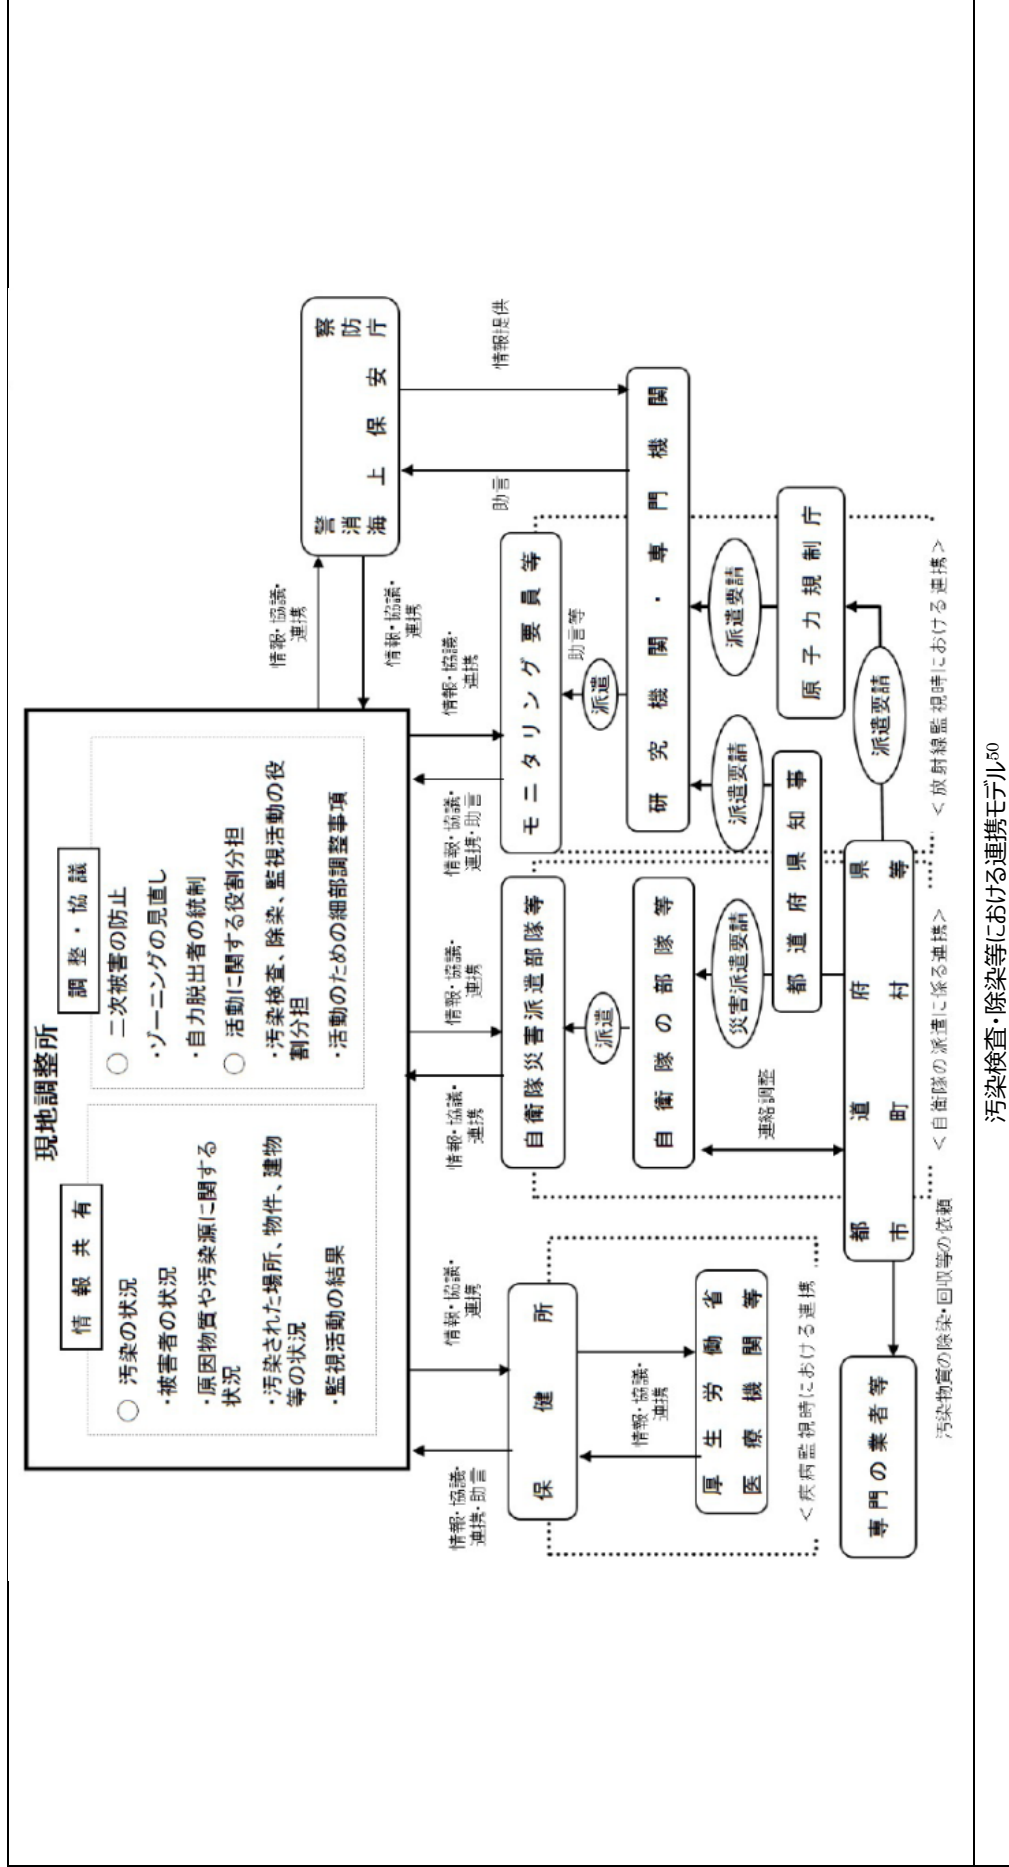 現地調整所
情報共有
○ 汚染の状況
・被害者の状況
・原因物質や汚染源に関する
状況
・汚染された場所、物件、建物
等の状況
・監視活動の結果
調整・協議
○ 二次被害の防止
・ゾーニングの見直し
・自力脱出者の統制
○ 活動に関する役割分担
・汚染検査、除染、監視活動の役
割分担
・活動のための細部調整事項
情報・協議・
連携
情報・協議・
連携
警察
消防
海上保安庁
情報・協議・
連携・助言
情報・協議・
連携
情報・協議・
連携
情報・協議・
連携
情報・協議・
連携・助言
情報・協議・
連携
助言
情報提供
保健所
自衛隊災害派遣部隊等
モニタリング要員等
情報・協議・
連携
派遣
派遣
助言等
厚生労働省
医療機関等
自衛隊の部隊等
研究機関・専門機関
連絡調整
災害派遣要請
派遣要請
派遣要請
都道府県知事
原子力規制庁
<疾病監視時における連携>
専門の業者等
都道府県
市町村等
派遣要請
汚染物質の除染・回収等の依頼
<自衛隊の派遣に係る連携>
<放射線監視時における連携>
汚染検査・除染等における連携モデル50